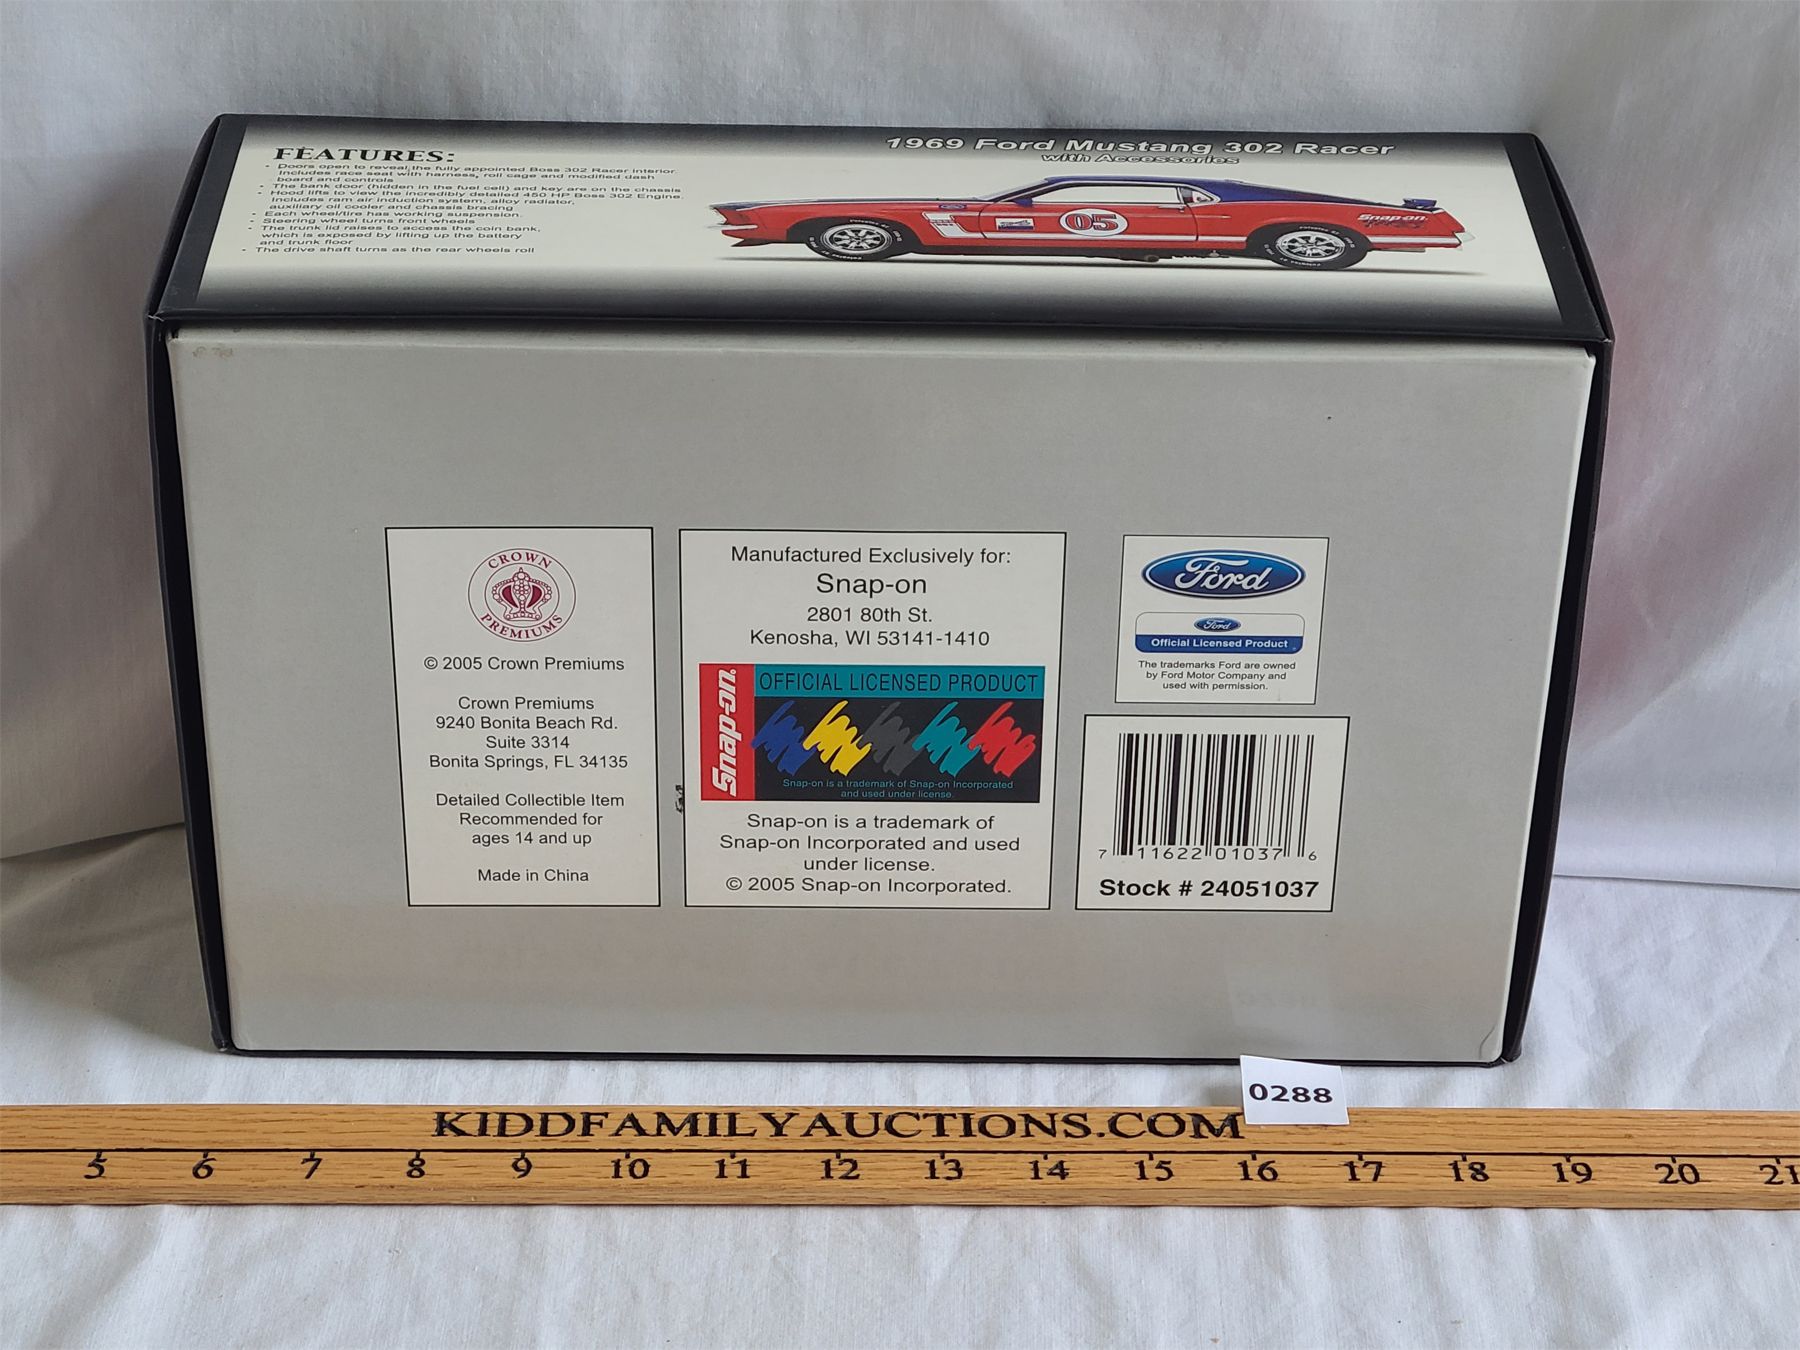 FEATURES:
• Doors open to reveal the fully appointed Boss 302 Racer interior.
Includes race seat with harness, roll cage and modified dash
board and controls
• The bank door (hidden in the fuel cell) and key are on the chassis
• Hood lifts to view the incredibly detailed 450 HP Boss 302 Engine.
Includes ram air induction system, alloy radiator,
auxiliary oil cooler and chassis bracing
• Each wheel/tire has working suspension.
• Steering wheel turns front wheels
• The trunk lid raises to access the coin bank,
which is exposed by lifting up the battery
and trunk floor
• The drive shaft turns as the rear wheels roll
1969 Ford Mustang 302 Racer
with Accessories
05
Snap-on
CROWN
PREMIUMS
© 2005 Crown Premiums
Crown Premiums
9240 Bonita Beach Rd.
Suite 3314
Bonita Springs, FL 34135
Detailed Collectible Item
Recommended for
ages 14 and up
Made in China
Manufactured Exclusively for:
Snap-on
2801 80th St.
Kenosha, WI 53141-1410
Snap-on
OFFICIAL LICENSED PRODUCT
Snap-on is a trademark of Snap-on Incorporated
and used under license.
Snap-on is a trademark of
Snap-on Incorporated and used
under license.
© 2005 Snap-on Incorporated.
Ford
Ford
Official Licensed Product
The trademarks Ford are owned
by Ford Motor Company and
used with permission.
7 11622 01037 6
Stock # 24051037
0288
KIDDFAMILYAUCTIONS.COM
5 6 7 8 9 10 11 12 13 14 15 16 17 18 19 20 21